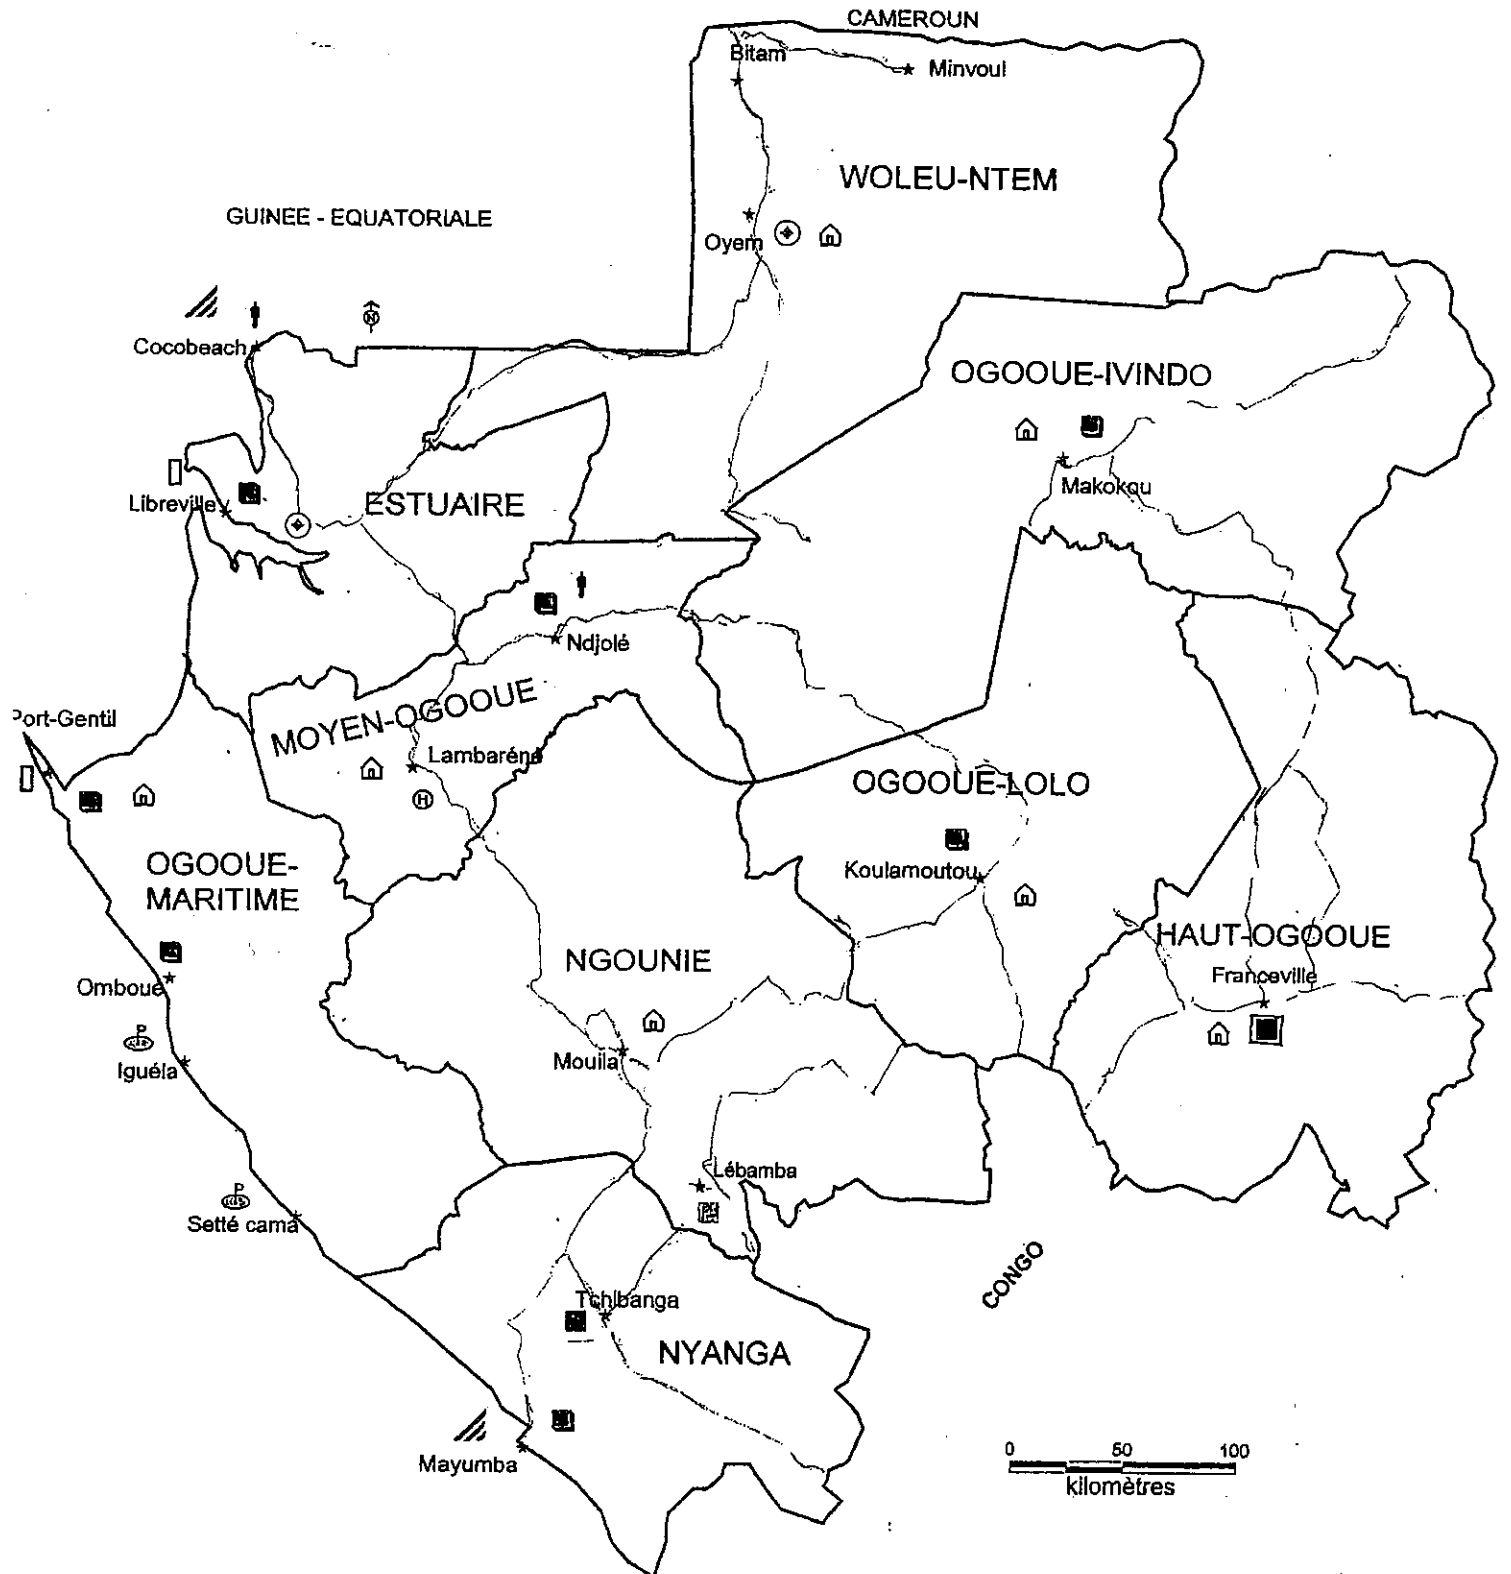 CAMEROUN
Bitam
Minvoul
WOLEU-NTEM
GUINEE - EQUATORIALE
Oyem
N
Cocobeach
OGOOUE-IVINDO
Makokou
Libreville
ESTUAIRE
Ndjolé
MOYEN-OGOOUE
Port-Gentil
Lambaréné
H
OGOOUE-LOLO
OGOOUE-
MARITIME
Koulamoutou
HAUT-OGOOUE
NGOUNIE
Franceville
Omboué
P
Iguéla
Mouila
Lébamba
P
Setté cama
CONGO
Tchibanga
NYANGA
Mayumba
0 50 100
kilomètres